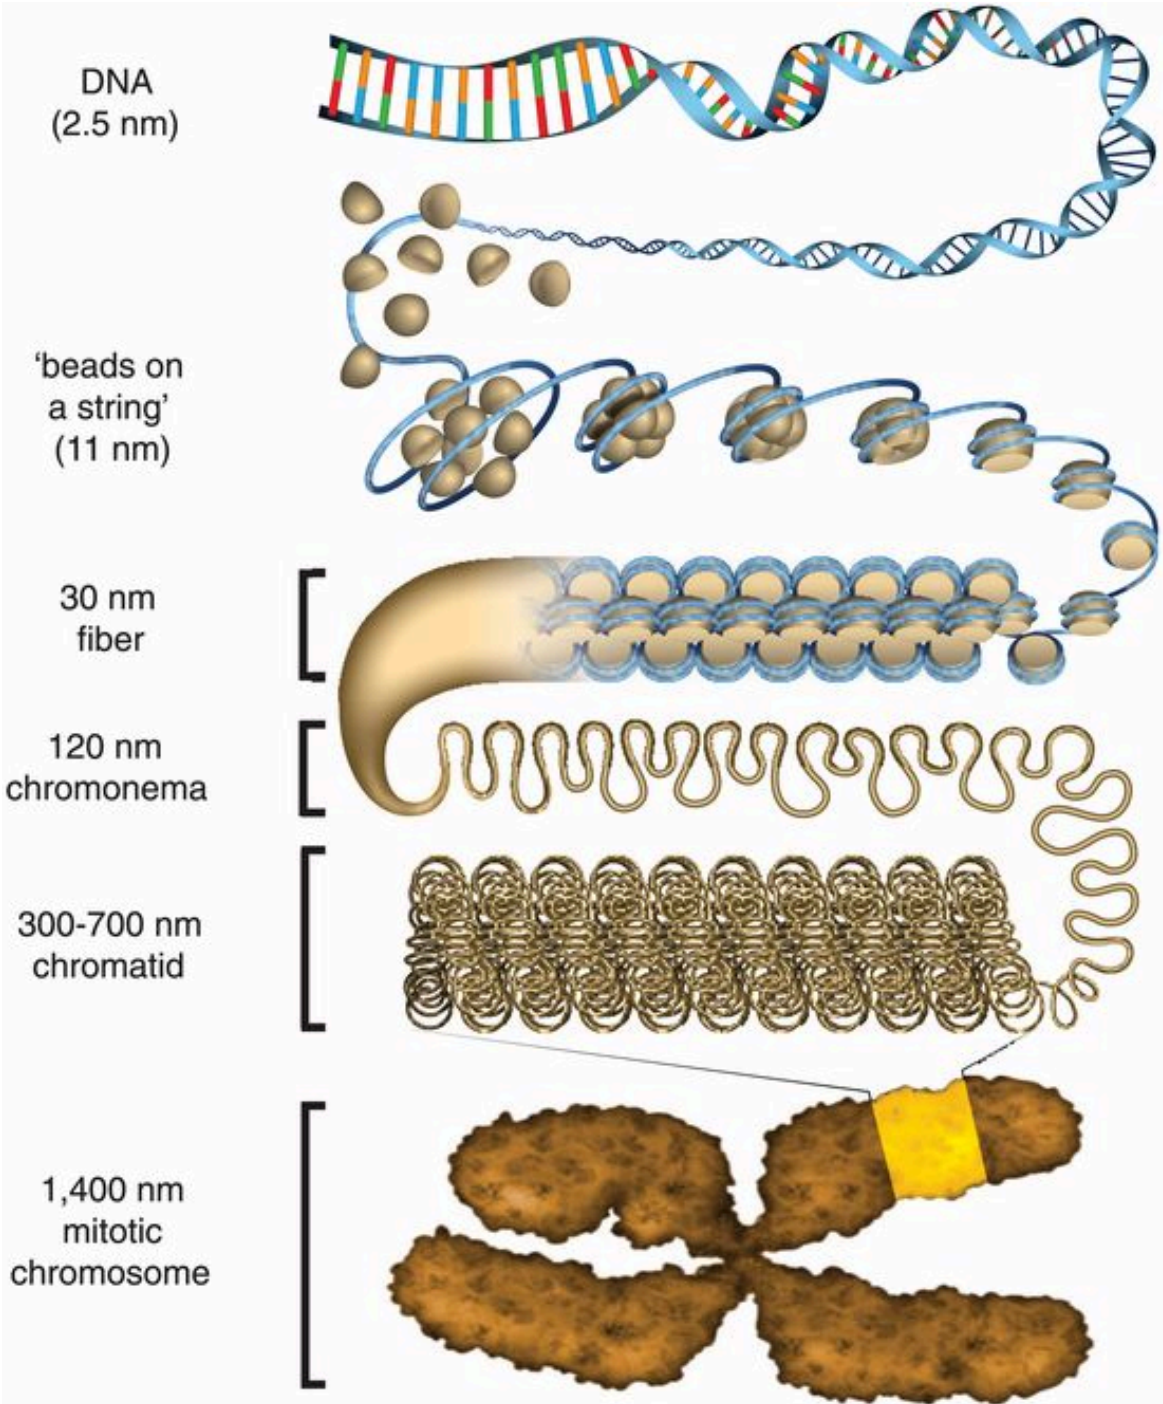 DNA
(2.5 nm)
‘beads on
a string’
(11 nm)
30 nm
fiber
120 nm
chromonema
300-700 nm
chromatid
1,400 nm
mitotic
chromosome